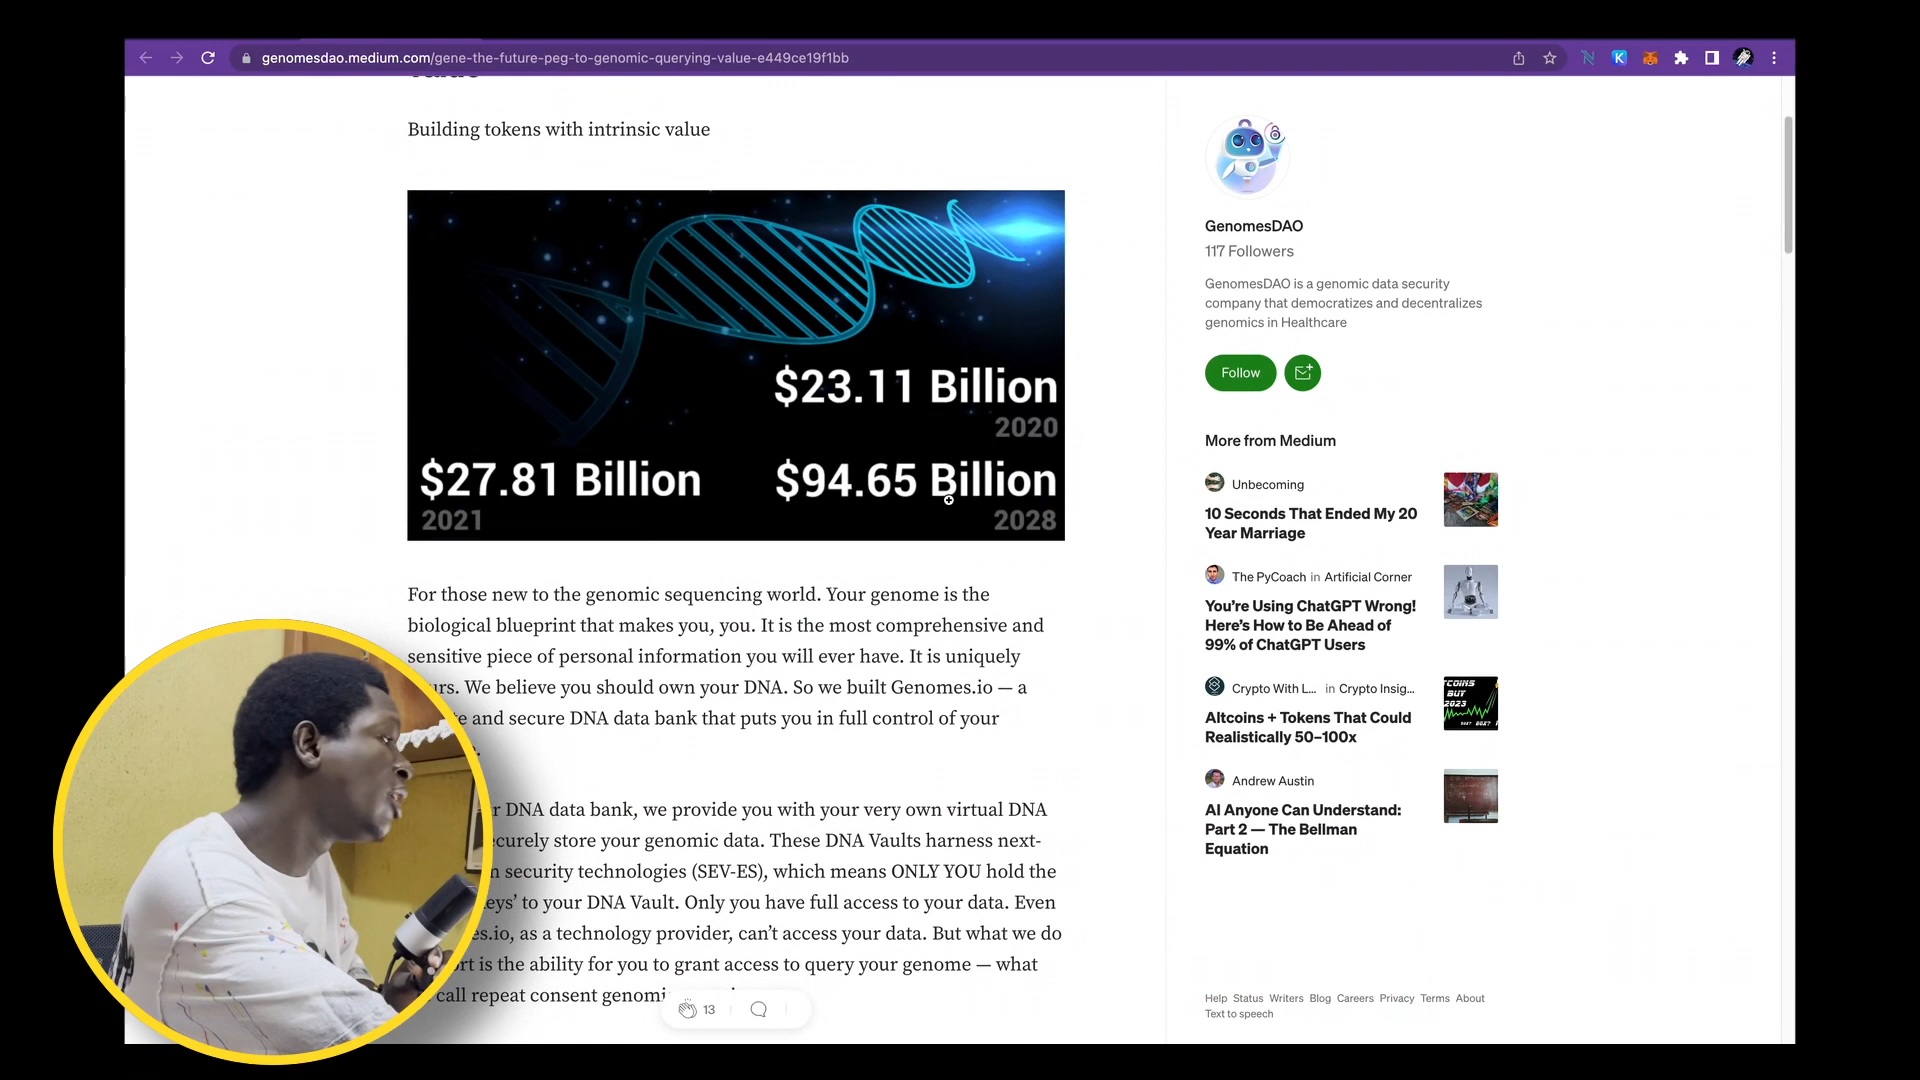 genomesdao.medium.com/gene-the-future-peg-to-genomic-querying-value-e449ce19f1bb
Building tokens with intrinsic value
$23.11 Billion
2020
$27.81 Billion
2021
$94.65 Billion
2028
For those new to the genomic sequencing world. Your genome is the
biological blueprint that makes you, you. It is the most comprehensive and
sensitive piece of personal information you will ever have. It is uniquely
We believe you should own your DNA. So we built Genomes.io — a
and secure DNA data bank that puts you in full control of your
DNA data bank, we provide you with your very own virtual DNA
store your genomic data. These DNA Vaults harness next-
security technologies (SEV-ES), which means ONLY YOU hold the
to your DNA Vault. Only you have full access to your data. Even
as a technology provider, can't access your data. But what we do
is the ability for you to grant access to query your genome — what
call repeat consent
13
GenomesDAO
117 Followers
GenomesDAO is a genomic data security
company that democratizes and decentralizes
genomics in Healthcare
Follow
More from Medium
Unbecoming
10 Seconds That Ended My 20
Year Marriage
The PyCoach in Artificial Corner
You're Using ChatGPT Wrong!
Here's How to Be Ahead of
99% of ChatGPT Users
Crypto With L... in Crypto Insig...
Altcoins + Tokens That Could
Realistically 50–100x
BUY
2023
Andrew Austin
AI Anyone Can Understand:
Part 2 — The Bellman
Equation
Help Status Writers Blog Careers Privacy Terms About
Text to speech